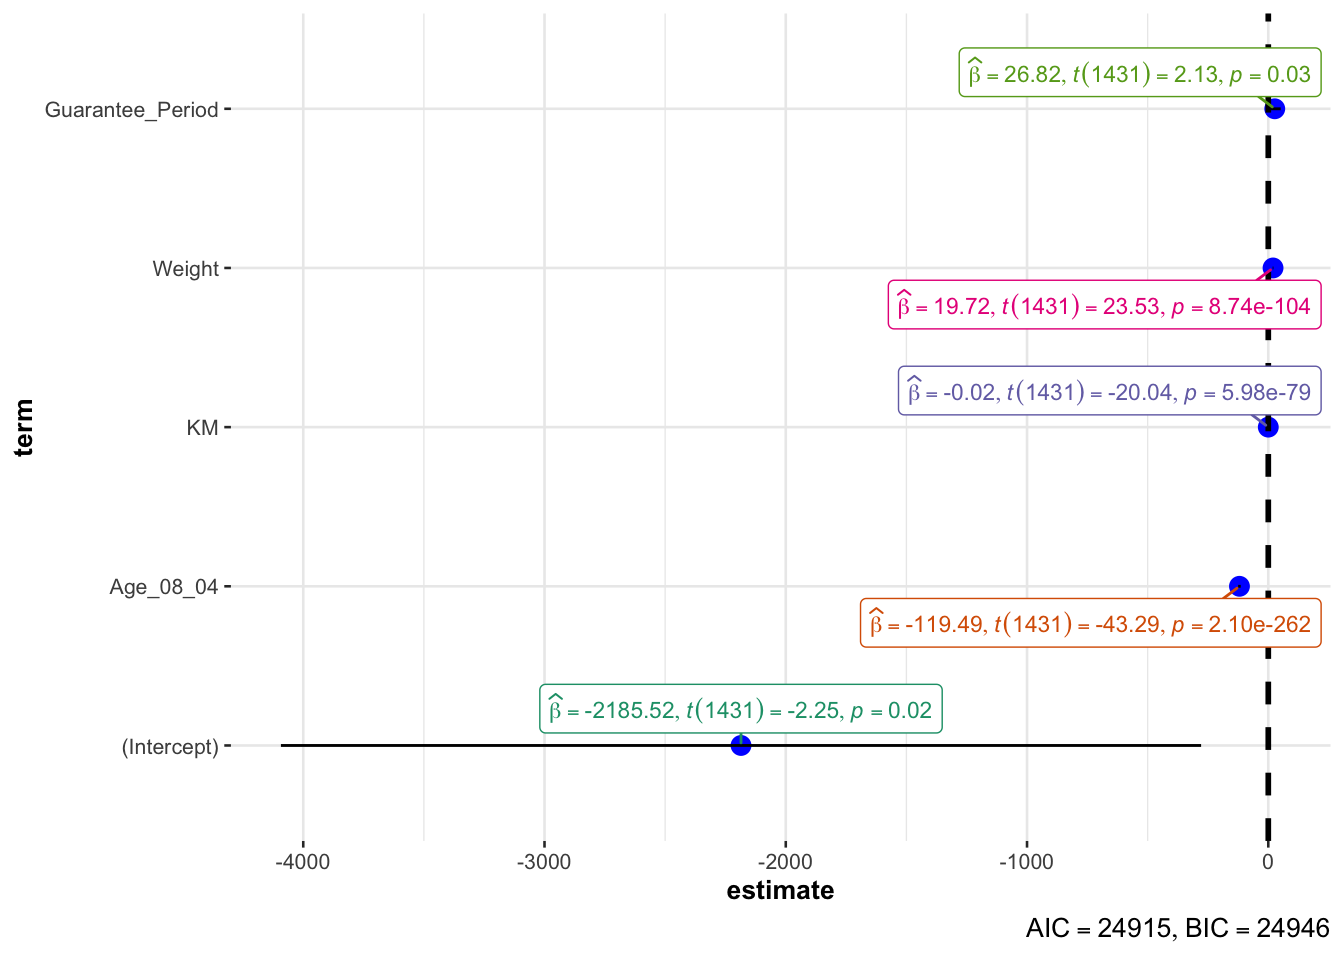 β̂ = 26.82, t(1431) = 2.13, p = 0.03
Guarantee_Period
Weight
β̂ = 19.72, t(1431) = 23.53, p = 8.74e-104
β̂ = -0.02, t(1431) = -20.04, p = 5.98e-79
KM
term
Age_08_04
β̂ = -119.49, t(1431) = -43.29, p = 2.10e-262
β̂ = -2185.52, t(1431) = -2.25, p = 0.02
(Intercept)
-4000 -3000 -2000 -1000 0
estimate
AIC = 24915, BIC = 24946